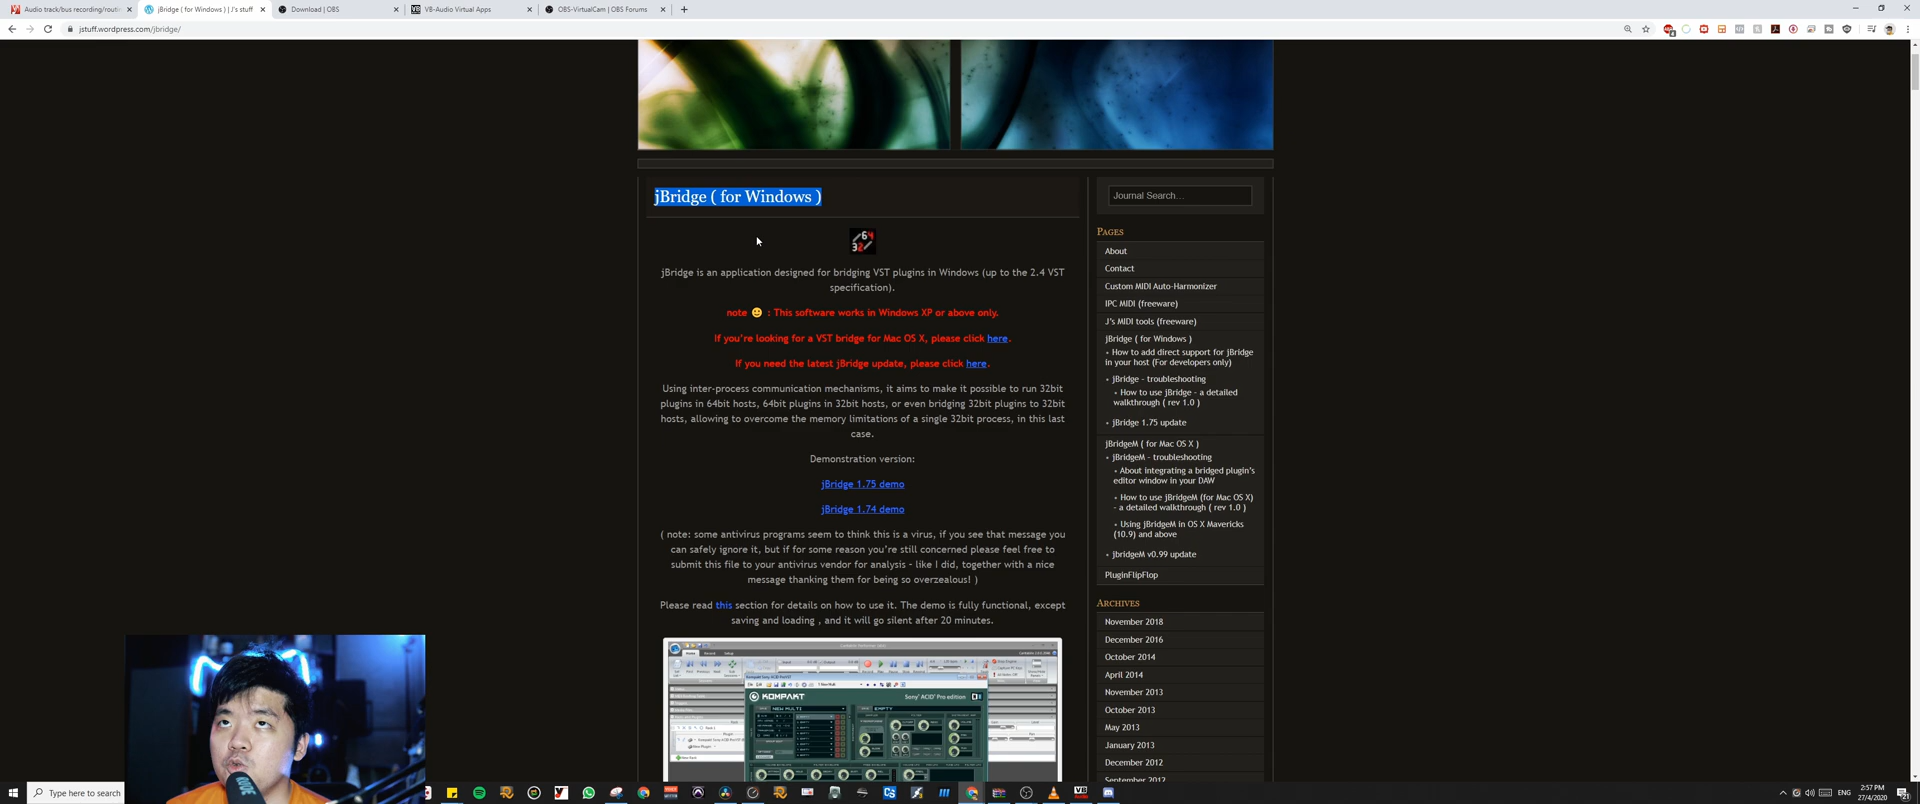 Audio track/bus recording/routi
jBridge ( for Windows ) | J's stuff
Download | OBS
VB-Audio Virtual Apps
OBS-VirtualCam | OBS Forums
jstuff.wordpress.com/jbridge/
jBridge ( for Windows )
64
32
jBridge is an application designed for bridging VST plugins in Windows (up to the 2.4 VST
specification).
note : This software works in Windows XP or above only.
If you're looking for a VST bridge for Mac OS X, please click here.
If you need the latest jBridge update, please click here.
Using inter-process communication mechanisms, it aims to make it possible to run 32bit
plugins in 64bit hosts, 64bit plugins in 32bit hosts, or even bridging 32bit plugins to 32bit
hosts, allowing to overcome the memory limitations of a single 32bit process, in this last
case.
Demonstration version:
jBridge 1.75 demo
jBridge 1.74 demo
( note: some antivirus programs seem to think this is a virus, if you see that message you
can safely ignore it, but if for some reason you're still concerned please feel free to
submit this file to your antivirus vendor for analysis – like I did, together with a nice
message thanking them for being so overzealous! )
Please read this section for details on how to use it. The demo is fully functional, except
saving and loading , and it will go silent after 20 minutes.
KOMPAKT
Sony ACID Pro edition
NEW MULTI
EMPTY
Journal Search...
PAGES
About
Contact
Custom MIDI Auto-Harmonizer
IPC MIDI (freeware)
J's MIDI tools (freeware)
jBridge ( for Windows )
How to add direct support for jBridge
in your host (For developers only)
jBridge – troubleshooting
How to use jBridge – a detailed
walkthrough ( rev 1.0 )
jBridge 1.75 update
jBridgeM ( for Mac OS X )
jBridgeM – troubleshooting
About integrating a bridged plugin's
editor window in your DAW
How to use jBridgeM (for Mac OS X)
– a detailed walkthrough ( rev 1.0 )
Using jBridgeM in OS X Mavericks
(10.9) and above
jbridgeM v0.99 update
PluginFlipFlop
ARCHIVES
November 2018
December 2016
October 2014
April 2014
November 2013
October 2013
May 2013
January 2013
December 2012
September 2012
RODE
Type here to search
ENG
2:57 PM
27/4/2020